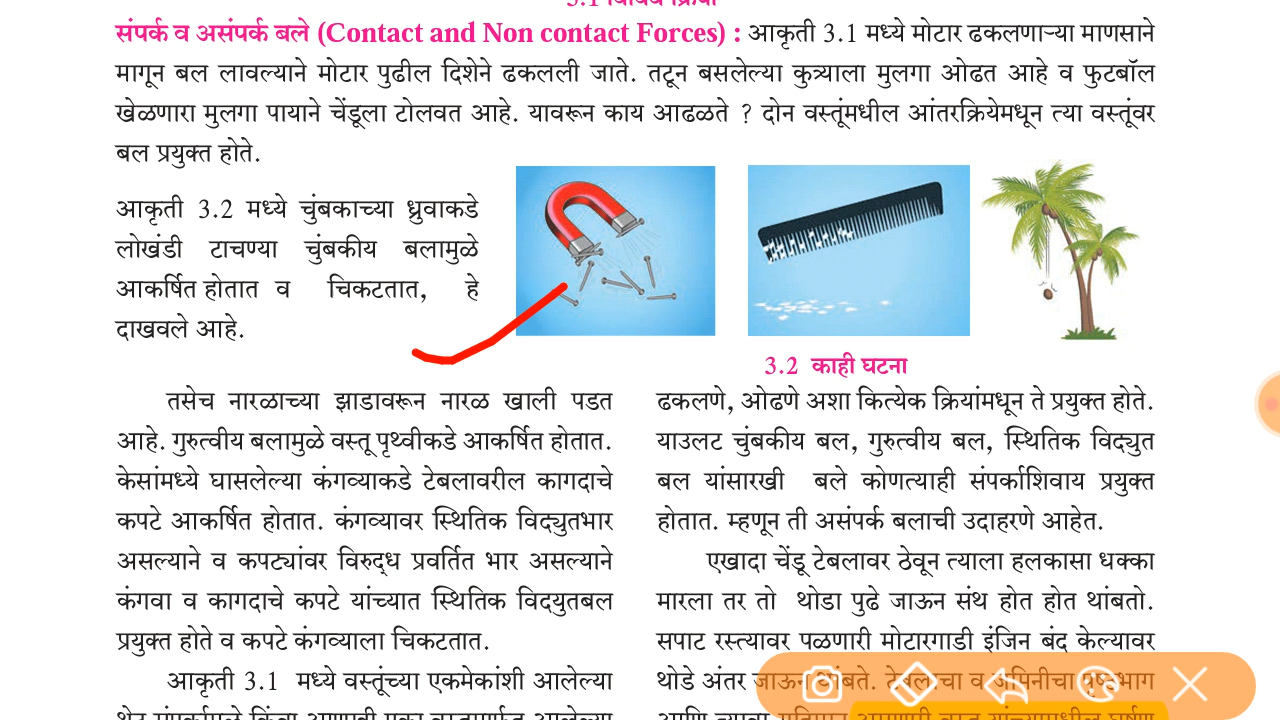 3.1 विविध क्रिया
संपर्क व असंपर्क बले (Contact and Non contact Forces) : आकृती 3.1 मध्ये मोटार ढकलणाऱ्या माणसाने
मागून बल लावल्याने मोटार पुढील दिशेने ढकलली जाते. तटून बसलेल्या कुत्र्याला मुलगा ओढत आहे व फुटबॉल
खेळणारा मुलगा पायाने चेंडूला टोलवत आहे. यावरून काय आढळते ? दोन वस्तूंमधील आंतरक्रियेमधून त्या वस्तूंवर
बल प्रयुक्त होते.
आकृती 3.2 मध्ये चुंबकाच्या ध्रुवाकडे
लोखंडी टाचण्या चुंबकीय बलामुळे
आकर्षित होतात व चिकटतात, हे
दाखवले आहे.
3.2 काही घटना
तसेच नारळाच्या झाडावरून नारळ खाली पडत
आहे. गुरुत्वीय बलामुळे वस्तू पृथ्वीकडे आकर्षित होतात.
केसांमध्ये घासलेल्या कंगव्याकडे टेबलावरील कागदाचे
कपटे आकर्षित होतात. कंगव्यावर स्थितिक विद्युतभार
असल्याने व कपट्यांवर विरुद्ध प्रवर्तित भार असल्याने
कंगवा व कागदाचे कपटे यांच्यात स्थितिक विद्युतबल
प्रयुक्त होते व कपटे कंगव्याला चिकटतात.
आकृती 3.1 मध्ये वस्तूंच्या एकमेकांशी आलेल्या
ढकलणे, ओढणे अशा कित्येक क्रियांमधून ते प्रयुक्त होते.
याउलट चुंबकीय बल, गुरुत्वीय बल, स्थितिक विद्युत
बल यांसारखी बले कोणत्याही संपर्काशिवाय प्रयुक्त
होतात. म्हणून ती असंपर्क बलाची उदाहरणे आहेत.
एखादा चेंडू टेबलावर ठेवून त्याला हलकासा धक्का
मारला तर तो थोडा पुढे जाऊन संथ होत होत थांबतो.
सपाट रस्त्यावर पळणारी मोटारगाडी इंजिन बंद केल्यावर
थोडे अंतर जाऊन थांबते. टेबलाचा व जमिनीचा पृष्ठभाग